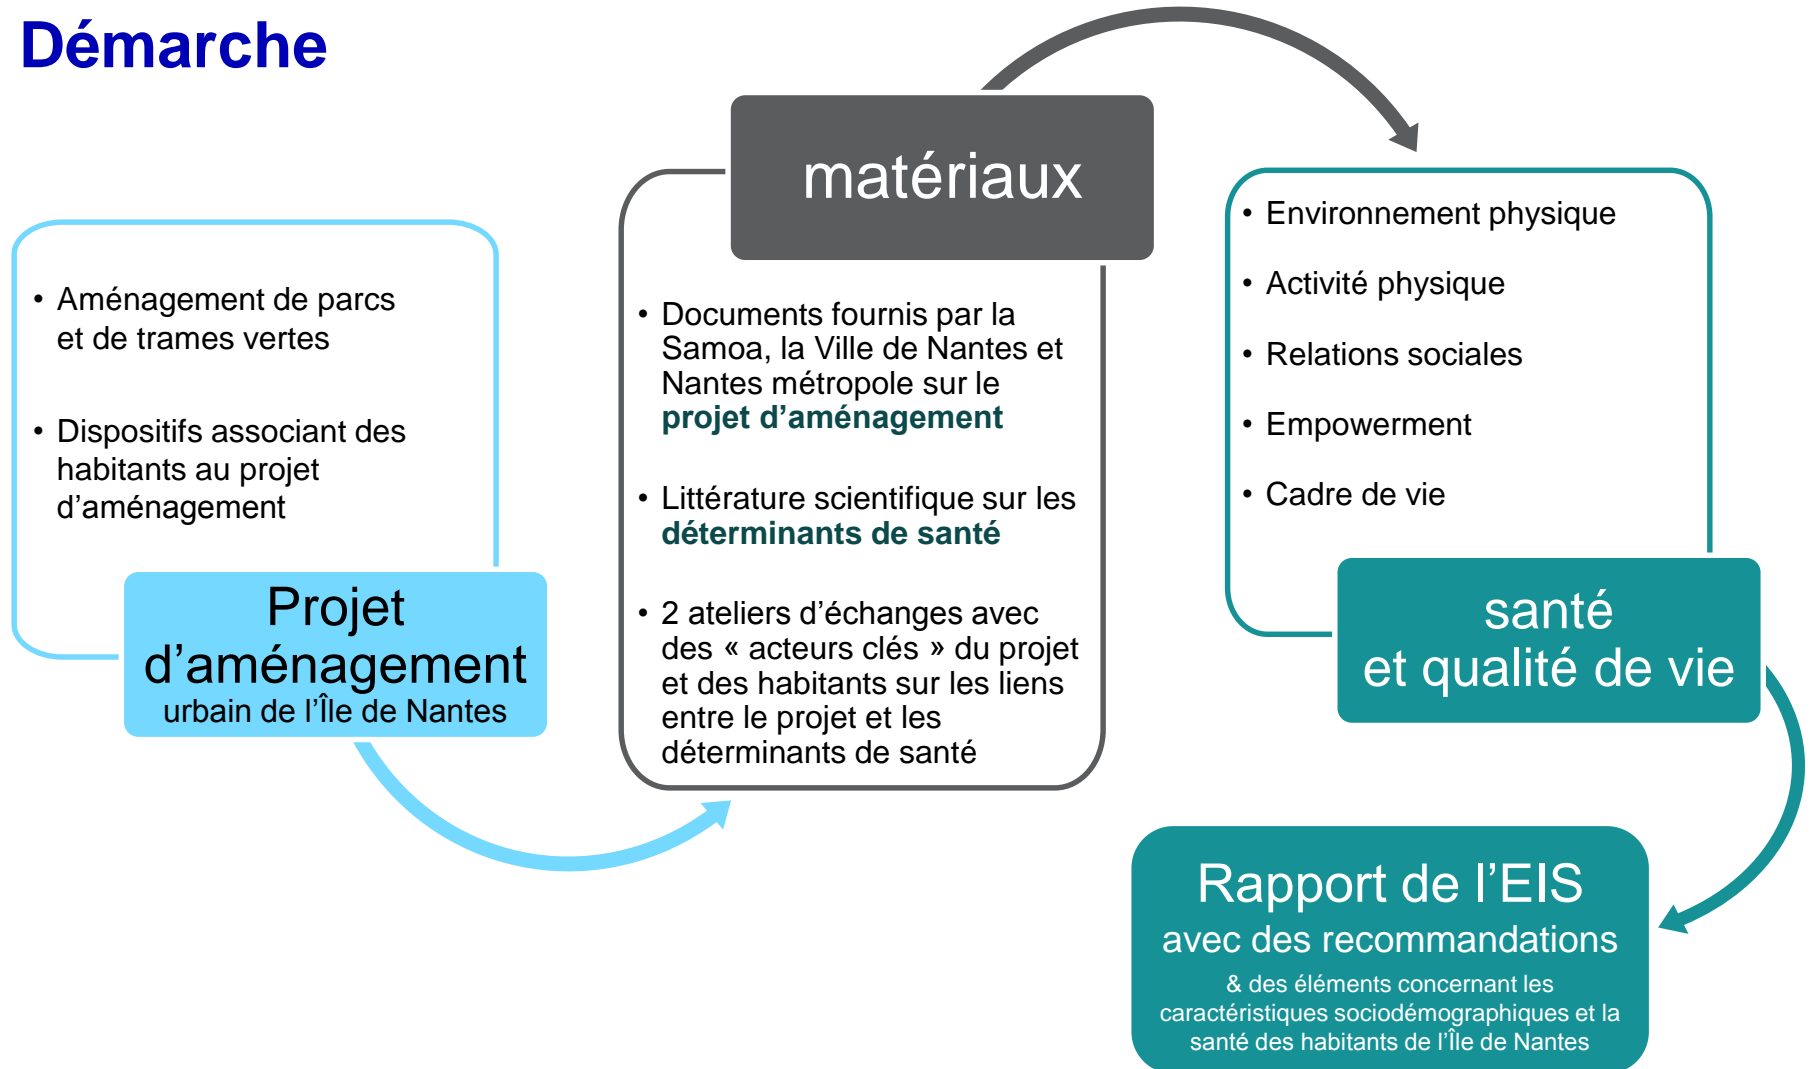 Démarche
• Aménagement de parcs
et de trames vertes
• Dispositifs associant des
habitants au projet
d’aménagement
Projet
d’aménagement
urbain de l’Île de Nantes
matériaux
• Documents fournis par la
Samoa, la Ville de Nantes et
Nantes métropole sur le
projet d’aménagement
• Littérature scientifique sur les
déterminants de santé
• 2 ateliers d’échanges avec
des « acteurs clés » du projet
et des habitants sur les liens
entre le projet et les
déterminants de santé
• Environnement physique
• Activité physique
• Relations sociales
• Empowerment
• Cadre de vie
santé
et qualité de vie
Rapport de l’EIS
avec des recommandations
& des éléments concernant les
caractéristiques sociodémographiques et la
santé des habitants de l’Île de Nantes